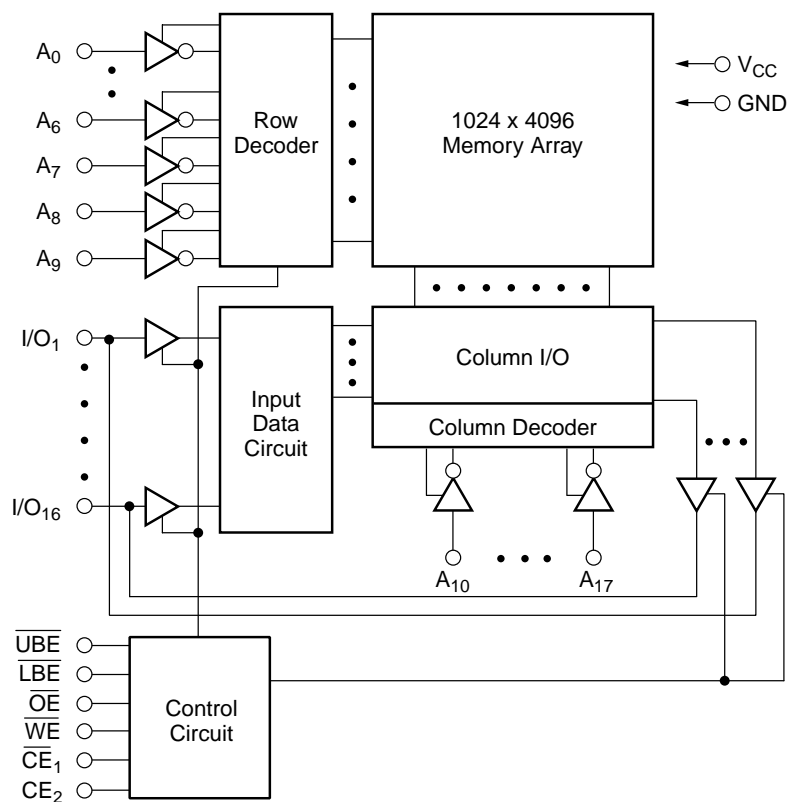 A0
A6
A7
A8
A9
Row
Decoder
1024 x 4096
Memory Array
VCC
GND
I/O1
I/O16
Input
Data
Circuit
Column I/O
Column Decoder
A10
A17
UBE
LBE
OE
WE
CE1
CE2
Control
Circuit